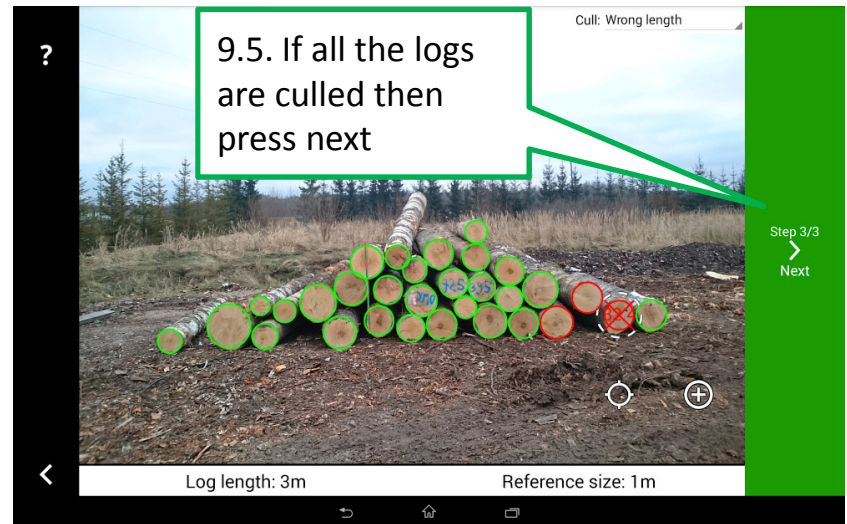 Cull: Wrong length
?
9.5. If all the logs
are culled then
press next
Step 3/3
Next
Log length: 3m
Reference size: 1m